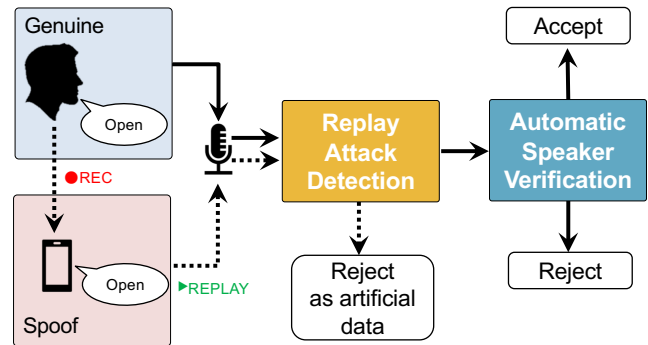 Genuine
Open
REC
Spoof
Open
REPLAY
Replay
Attack
Detection
Reject
as artificial
data
Accept
Automatic
Speaker
Verification
Reject